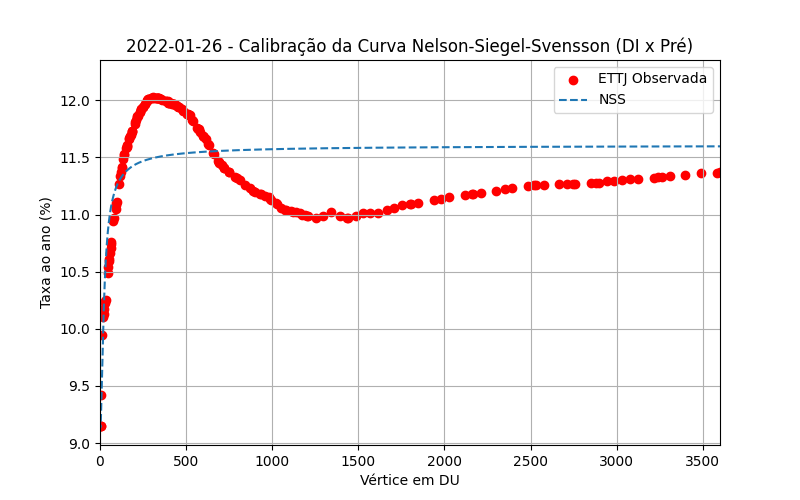 2022-01-26 - Calibração da Curva Nelson-Siegel-Svensson (DI x Pré)
ETTJ Observada
NSS
Taxa ao ano (%)
12.0
11.5
11.0
10.5
10.0
9.5
9.0
0 500 1000 1500 2000 2500 3000 3500
Vértice em DU